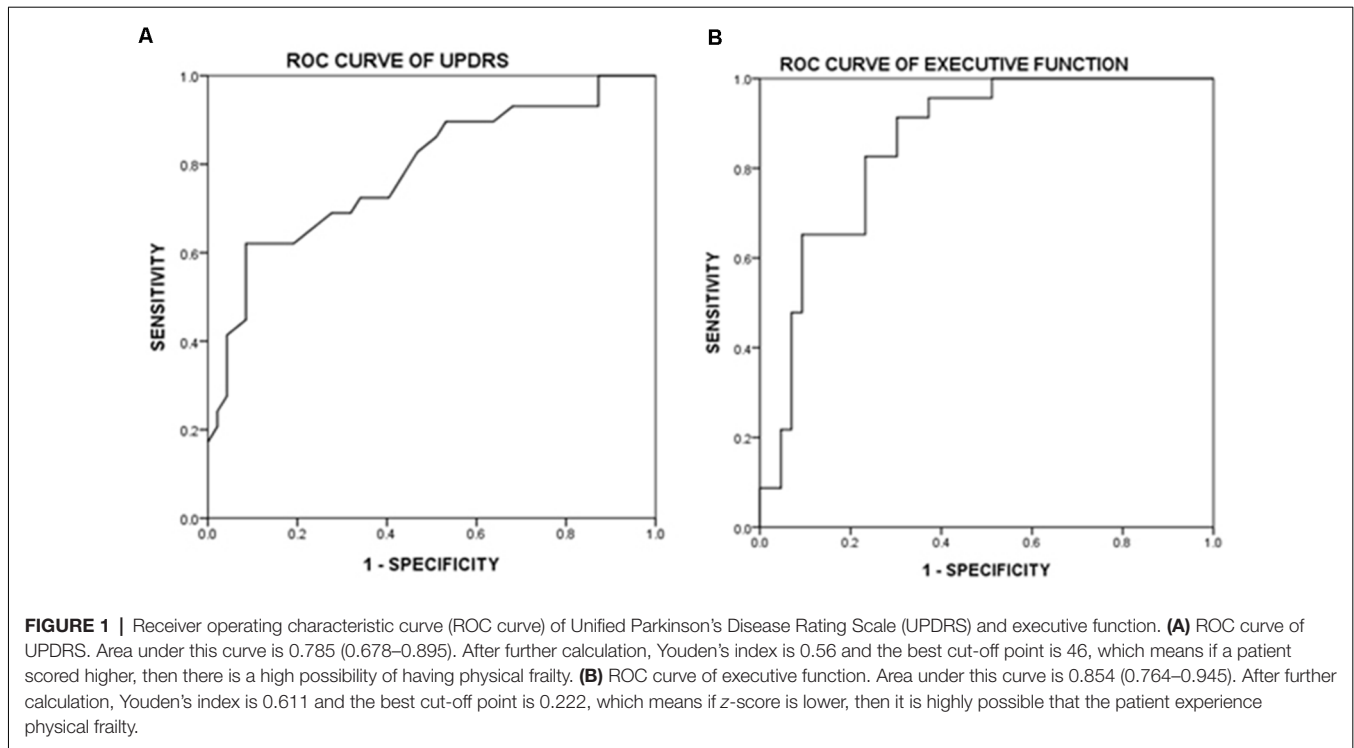 A
ROC CURVE OF UPDRS
1.0
0.8
0.6
0.4
0.2
0.0
SENSITIVITY
0.0 0.2 0.4 0.6 0.8 1.0
1 - SPECIFICITY
B
ROC CURVE OF EXECUTIVE FUNCTION
1.0
0.8
0.6
0.4
0.2
0.0
SENSITIVITY
0.0 0.2 0.4 0.6 0.8 1.0
1 - SPECIFICITY
FIGURE 1 | Receiver operating characteristic curve (ROC curve) of Unified Parkinson's Disease Rating Scale (UPDRS) and executive function. (A) ROC curve of
UPDRS. Area under this curve is 0.785 (0.678–0.895). After further calculation, Youden's index is 0.56 and the best cut-off point is 46, which means if a patient
scored higher, then there is a high possibility of having physical frailty. (B) ROC curve of executive function. Area under this curve is 0.854 (0.764–0.945). After further
calculation, Youden's index is 0.611 and the best cut-off point is 0.222, which means if z-score is lower, then it is highly possible that the patient experience
physical frailty.